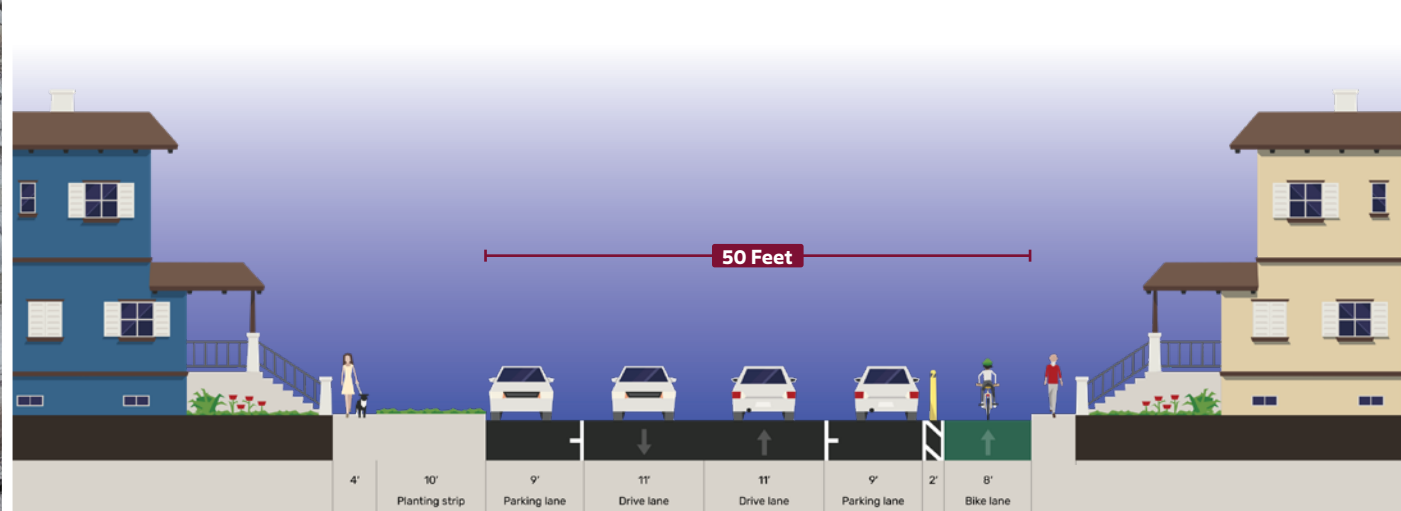 50 Feet
4' 10' 9' 11' 11' 9' 2' 8'
Planting strip Parking lane Drive lane Drive lane Parking lane Bike lane